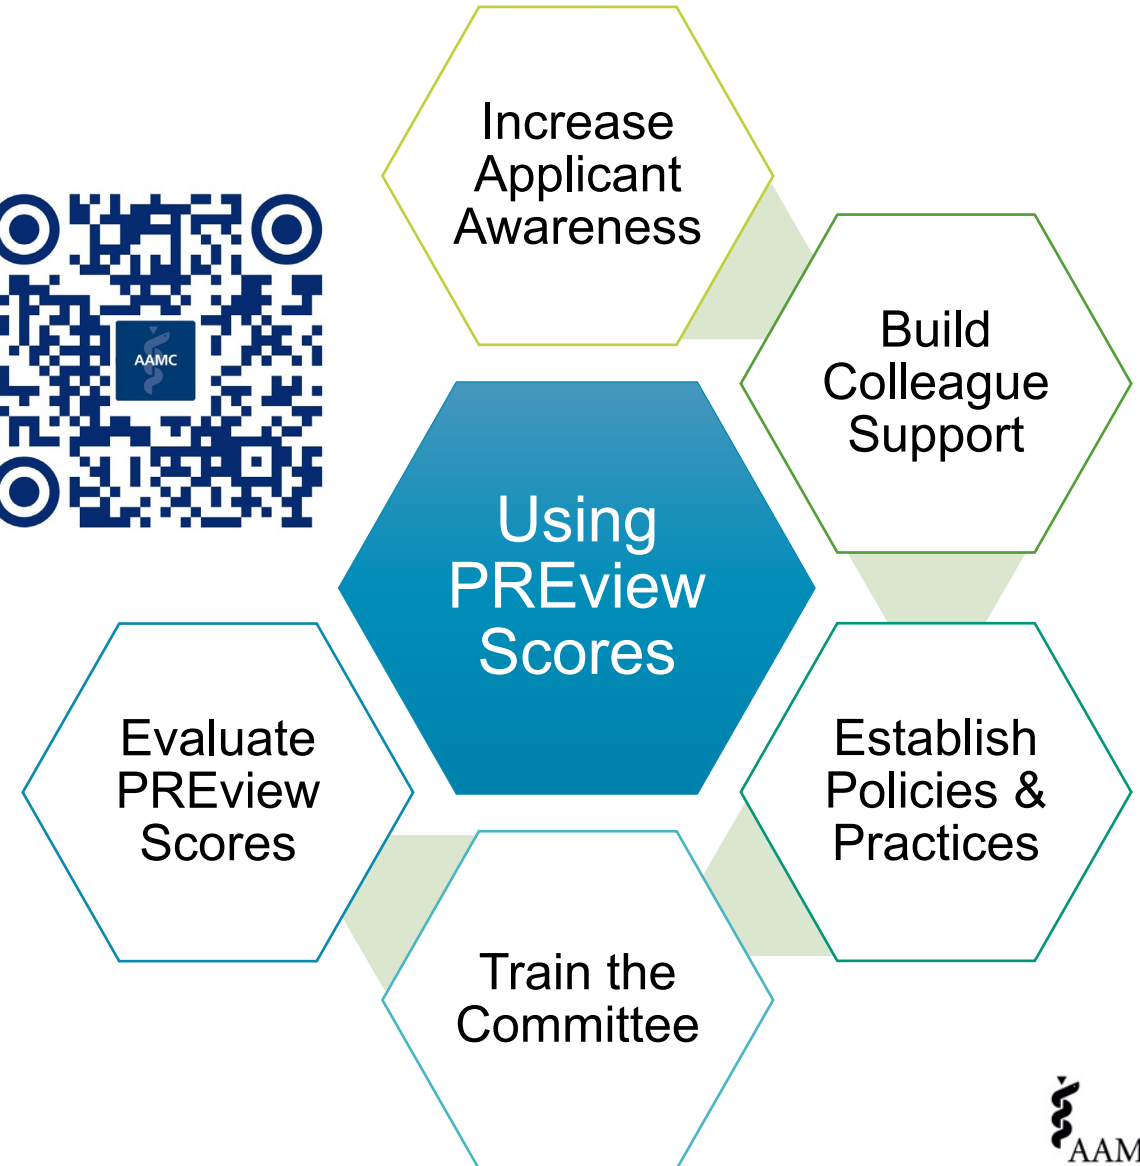 Increase
Applicant
Awareness
Build
Colleague
Support
AAMC
Using
PREview
Scores
Establish
Policies &
Practices
Evaluate
PREview
Scores
Train the
Committee
AAM